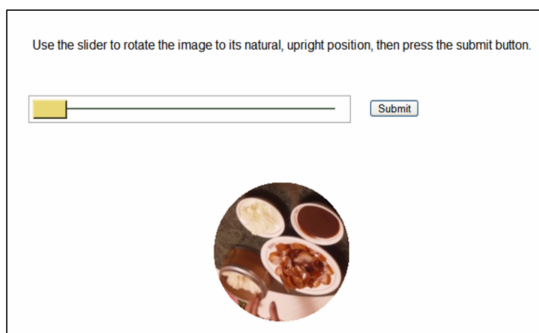 Use the slider to rotate the image to its natural, upright position, then press the submit button.
Submit